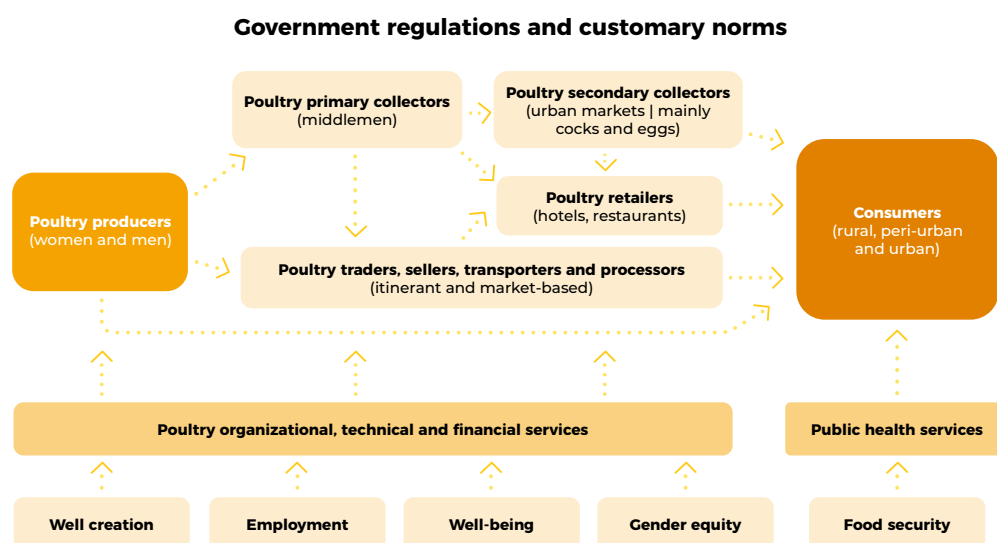 Government regulations and customary norms
Poultry primary collectors
(middlemen)
Poultry secondary collectors
(urban markets | mainly
cocks and eggs)
Poultry producers
(women and men)
Poultry retailers
(hotels, restaurants)
Consumers
(rural, peri-urban
and urban)
Poultry traders, sellers, transporters and processors
(itinerant and market-based)
Poultry organizational, technical and financial services
Public health services
Well creation
Employment
Well-being
Gender equity
Food security